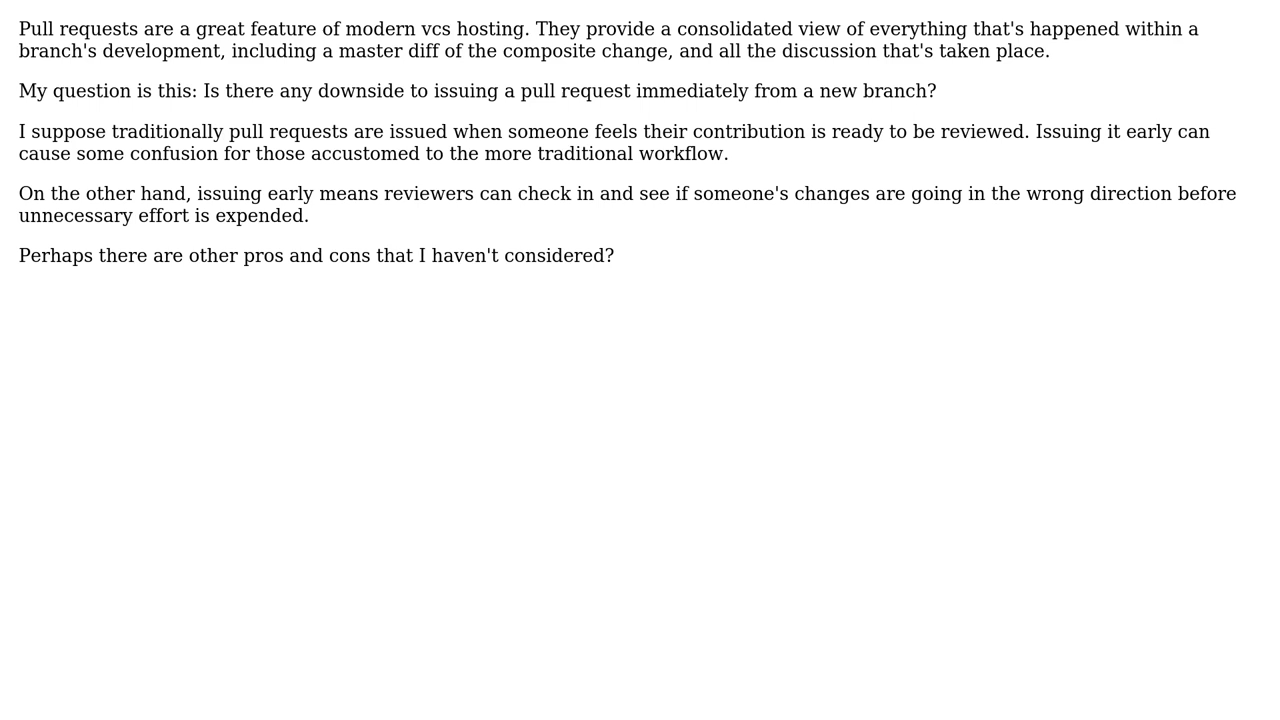 Pull requests are a great feature of modern vcs hosting. They provide a consolidated view of everything that's happened within a
branch's development, including a master diff of the composite change, and all the discussion that's taken place.
My question is this: Is there any downside to issuing a pull request immediately from a new branch?
I suppose traditionally pull requests are issued when someone feels their contribution is ready to be reviewed. Issuing it early can
cause some confusion for those accustomed to the more traditional workflow.
On the other hand, issuing early means reviewers can check in and see if someone's changes are going in the wrong direction before
unnecessary effort is expended.
Perhaps there are other pros and cons that I haven't considered?